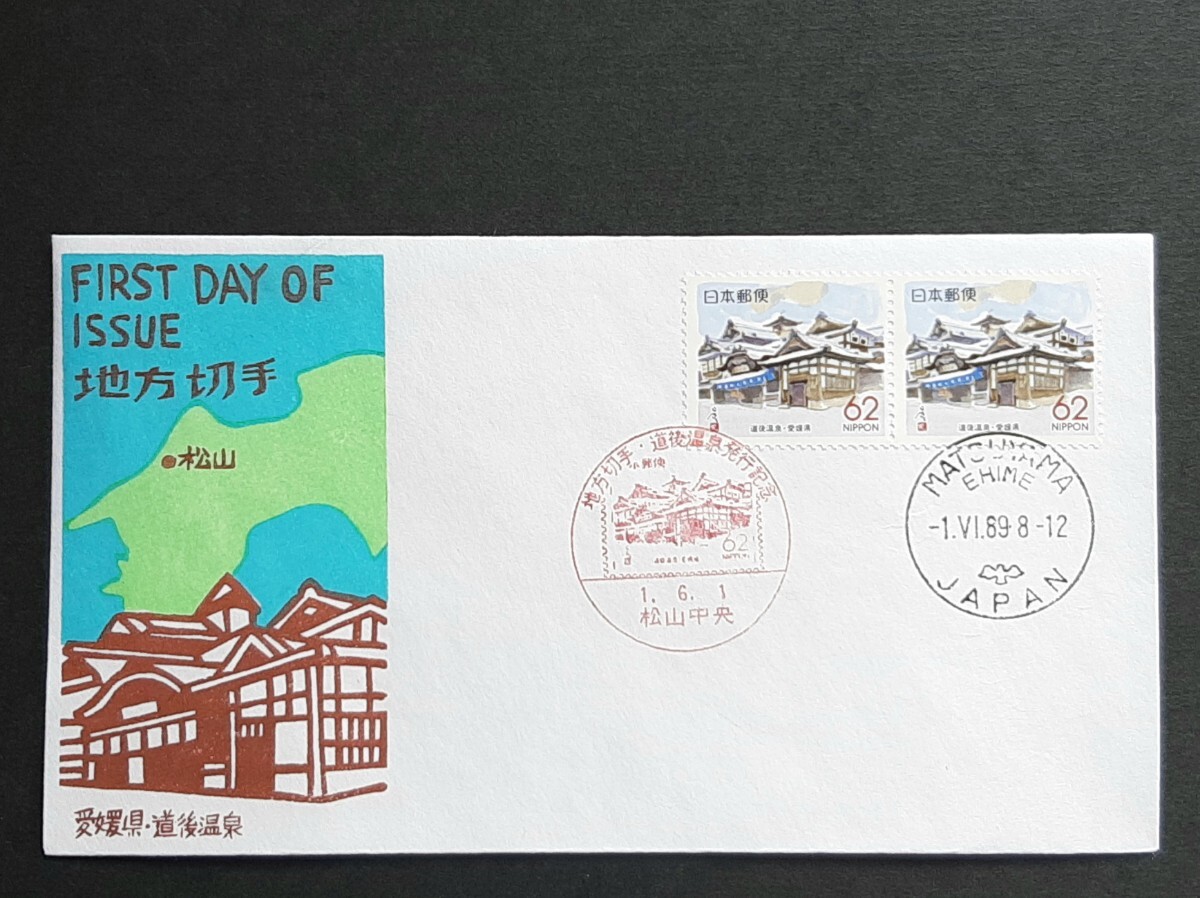 FIRST DAY OF
ISSUE
地方切手
松山
愛媛県・道後温泉
日本郵便
62
NIPPON
道後温泉・愛媛県
日本郵便
62
NIPPON
道後温泉・愛媛県
地方切手・道後温泉発行記念
郵便
62
1. 6. 1
松山中央
MATSUYAMA
EHIME
-1.VI.89 8-12
JAPAN